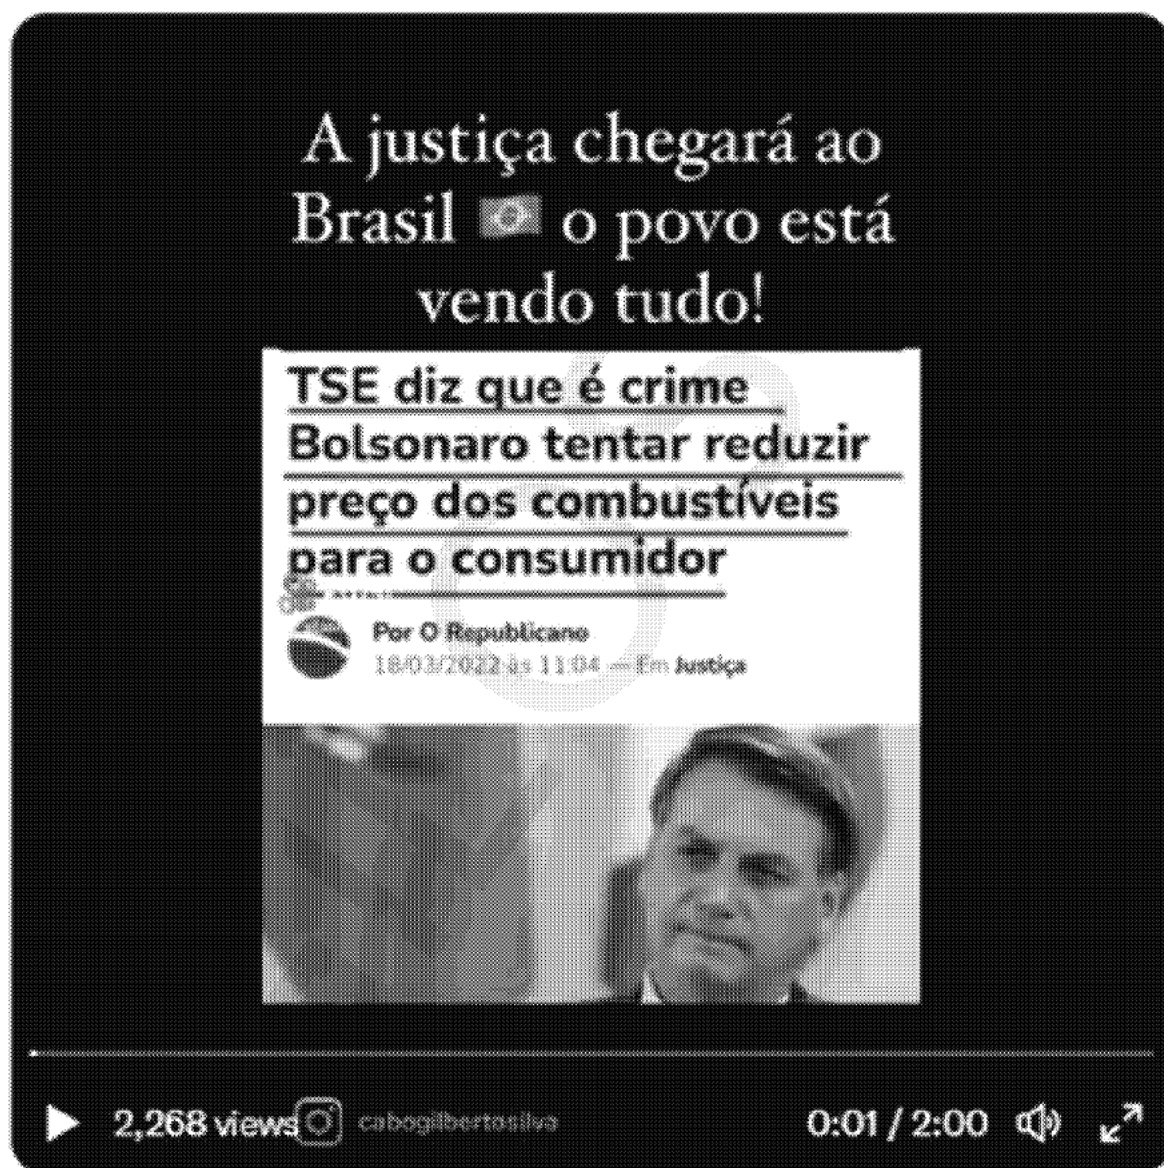 A justiça chegará ao
Brasil 🇧🇷 o povo está
vendo tudo!
TSE diz que é crime
Bolsonaro tentar reduzir
preço dos combustíveis
para o consumidor
Por O Republicano
18/03/2022 às 11:04 — Em Justiça
2,268 views
cabogilbertosilva
0:01 / 2:00